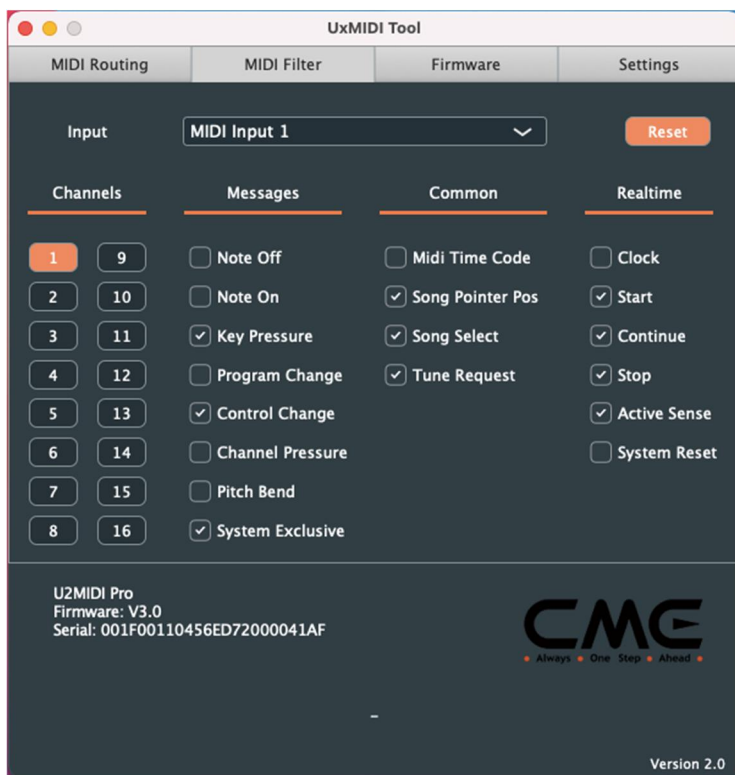 UxMIDI Tool
MIDI Routing MIDI Filter Firmware Settings
Input MIDI Input 1 Reset
Channels Messages Common Realtime
1 9 Note Off Midi Time Code Clock
2 10 Note On Song Pointer Pos Start
3 11 Key Pressure Song Select Continue
4 12 Program Change Tune Request Stop
5 13 Control Change Active Sense
6 14 Channel Pressure System Reset
7 15 Pitch Bend
8 16 System Exclusive
U2MIDI Pro
Firmware: V3.0
Serial: 001F00110456ED72000041AF
CME
Always One Step Ahead
Version 2.0